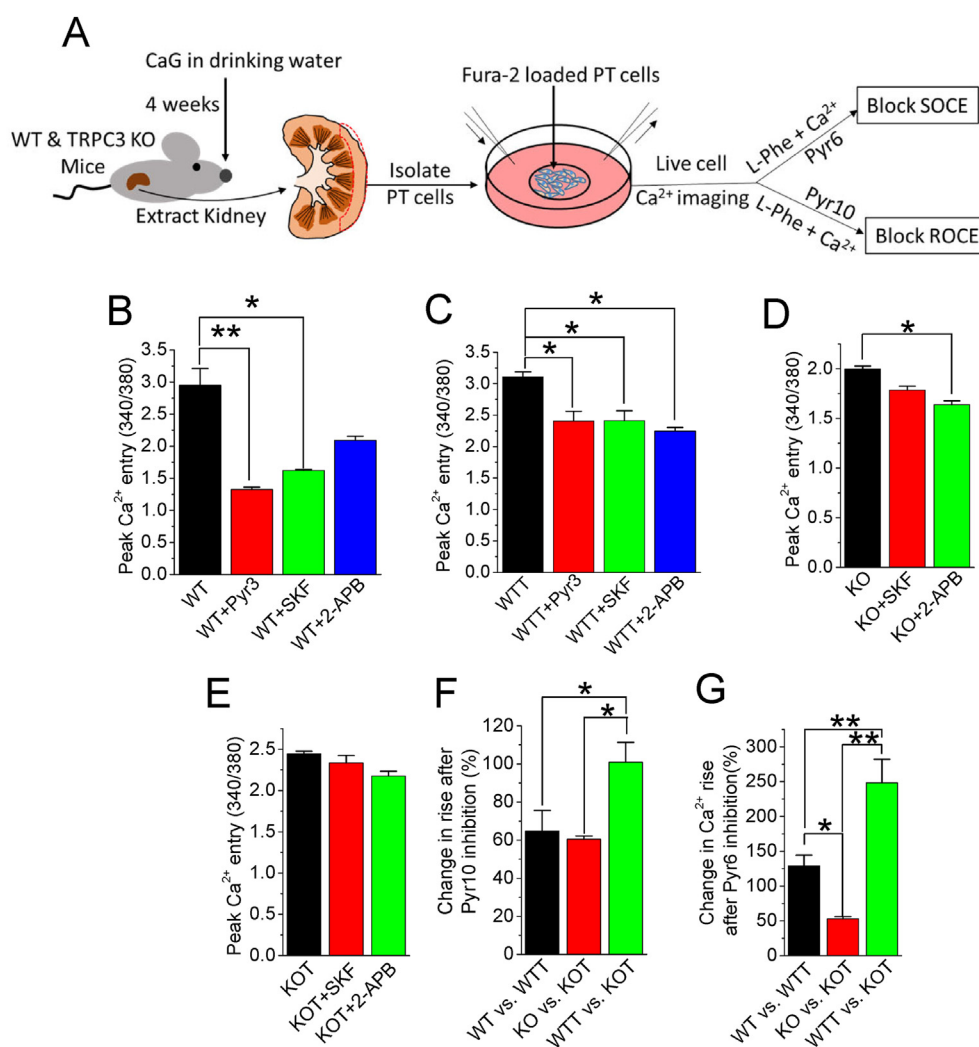 A
CaG in drinking water
4 weeks
WT & TRPC3 KO
Mice
Extract Kidney
Isolate
PT cells
Fura-2 loaded PT cells
Live cell
Ca²⁺ imaging
L-Phe + Ca²⁺
Pyr6
Block SOCE
Pyr10
L-Phe + Ca²⁺
Block ROCE
B
*
**
Peak Ca²⁺ entry (340/380)
3.5
3.0
2.5
2.0
1.5
1.0
0.5
0.0
WT
WT+Pyr3
WT+SKF
WT+2-APB
C
*
*
*
Peak Ca²⁺ entry (340/380)
3.5
3.0
2.5
2.0
1.5
1.0
0.5
0.0
WTT
WTT+Pyr3
WTT+SKF
WTT+2-APB
D
*
Peak Ca²⁺ entry (340/380)
2.0
1.5
1.0
0.5
0.0
KO
KO+SKF
KO+2-APB
E
Peak Ca²⁺ entry (340/380)
2.5
2.0
1.5
1.0
0.5
0.0
KOT
KOT+SKF
KOT+2-APB
F
*
*
Change in rise after
Pyr10 inhibition (%)
120
100
80
60
40
20
0
WT vs. WTT
KO vs. KOT
WTT vs. KOT
G
**
**
*
Change in Ca²⁺ rise
after Pyr6 inhibition(%)
300
250
200
150
100
50
0
WT vs. WTT
KO vs. KOT
WTT vs. KOT